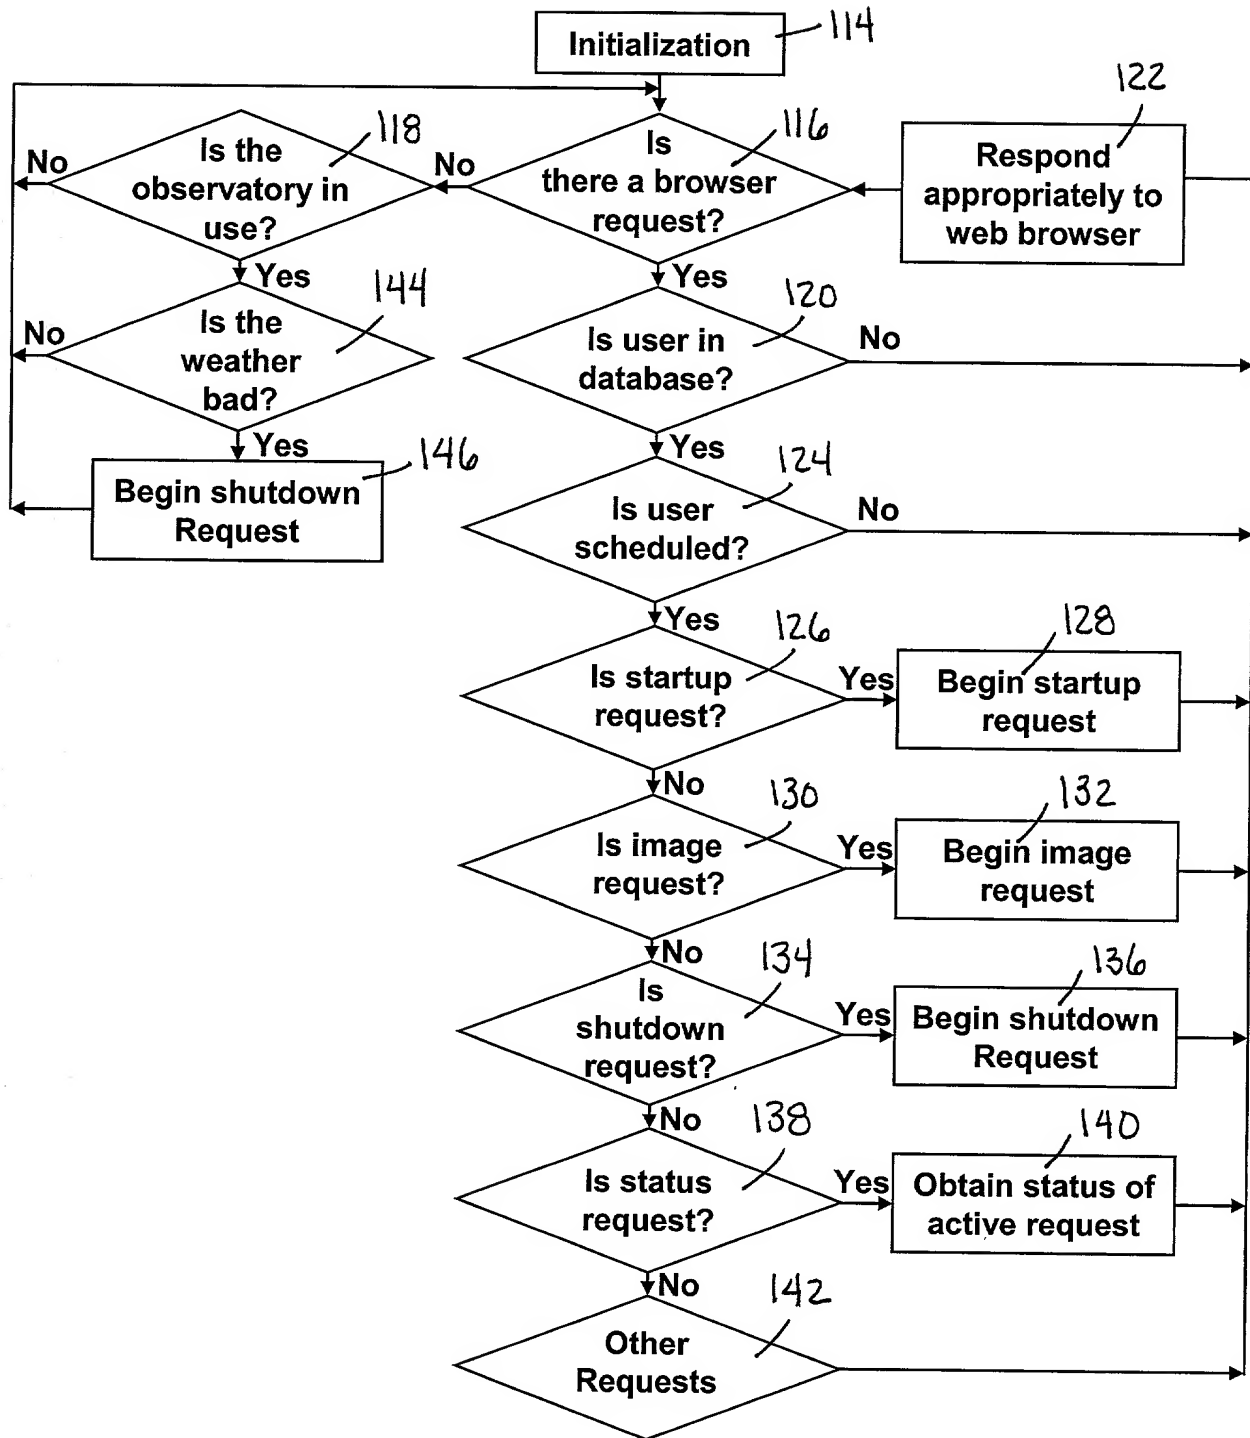 Initialization
114
122
118
116
No
Is the
observatory in
use?
No
Is
there a browser
request?
Respond
appropriately to
web browser
Yes
144
Yes
120
No
Is the
weather
bad?
Is user in
database?
No
Yes
146
Yes
124
Begin shutdown
Request
Is user
scheduled?
No
Yes
126
128
Is startup
request?
Yes
Begin startup
request
No
130
132
Is image
request?
Yes
Begin image
request
No
134
136
Is
shutdown
request?
Yes
Begin shutdown
Request
No
138
140
Is status
request?
Yes
Obtain status of
active request
No
142
Other
Requests